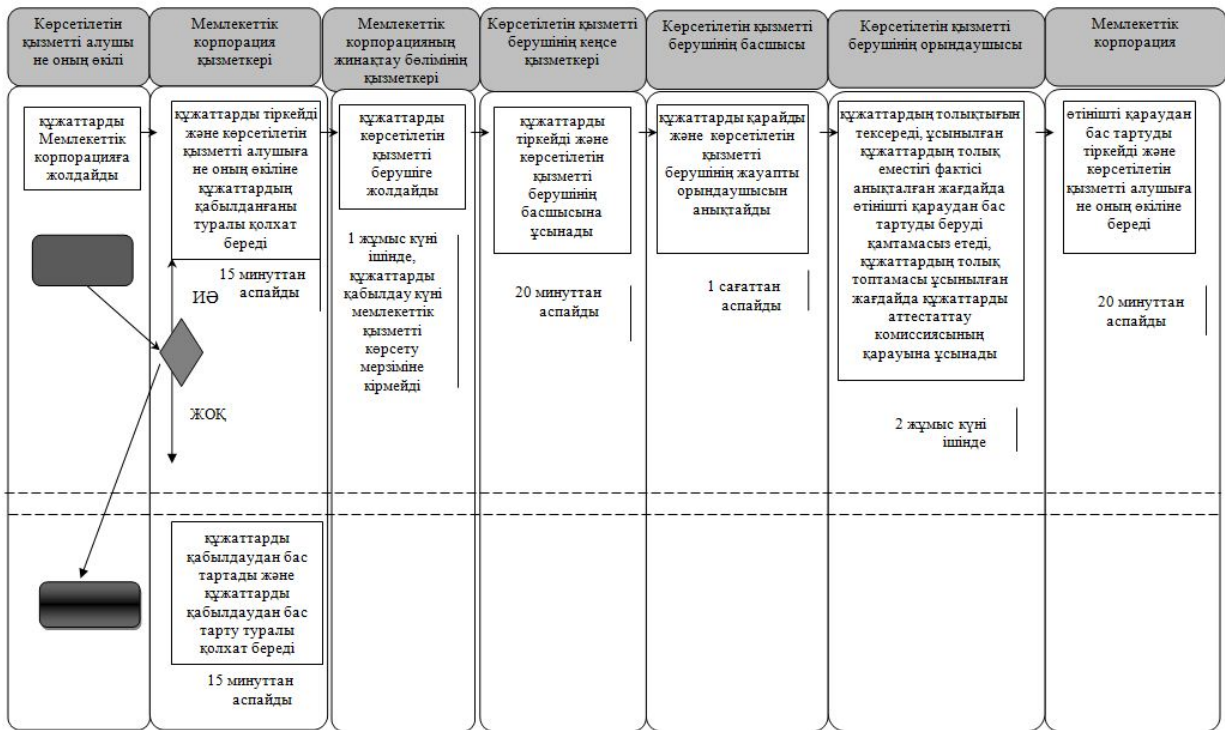 Көрсетілетін
қызметті алушы
не оның өкілі
Мемлекеттік
корпорация
қызметкері
Мемлекеттік
корпорацияның
жинақтау бөлімінің
қызметкері
Көрсетілетін қызметті
берушінің кеңсе
қызметкері
Көрсетілетін қызметті
берушінің басшысы
Көрсетілетін қызметті
берушінің орындаушысы
Мемлекеттік
корпорация
құжаттарды
Мемлекеттік
корпорацияға
жолдайды
құжаттарды тіркейді
және көрсетілетін
қызметті алушыға
не оның өкіліне
құжаттардың
қабылданғаны
туралы қолхат
береді
15 минуттан
аспайды
ИӘ
ЖОҚ
құжаттарды
көрсетілетін
қызметті
берушіге
жолдайды
1 жұмыс күні
ішінде,
құжаттарды
қабылдау күні
мемлекеттік
қызметті
көрсету
мерзіміне
кірмейді
құжаттарды
тіркейді және
көрсетілетін
қызметті
берушінің
басшысына
ұсынады
20 минуттан
аспайды
құжаттарды қарайды
және көрсетілетін
қызметті
берушінің жауапты
орындаушысын
анықтайды
1 сағаттан
аспайды
құжаттардың толықтығын
тексереді, ұсынылған
құжаттардың толық
еместігі фактісі
анықталған жағдайда
өтінішті қараудан бас
тартуды беруді
қамтамасыз етеді,
құжаттардың толық
топтамасы ұсынылған
жағдайда құжаттарды
аттестаттау
комиссиясының
қарауына ұсынады
2 жұмыс күні
ішінде
өтінішті қараудан
бас тартуды
тіркейді және
көрсетілетін
қызметті алушыға
не оның өкіліне
береді
20 минуттан
аспайды
құжаттарды
қабылдаудан бас
тартады және
құжаттарды
қабылдаудан бас
тарту туралы
қолхат береді
15 минуттан
аспайды